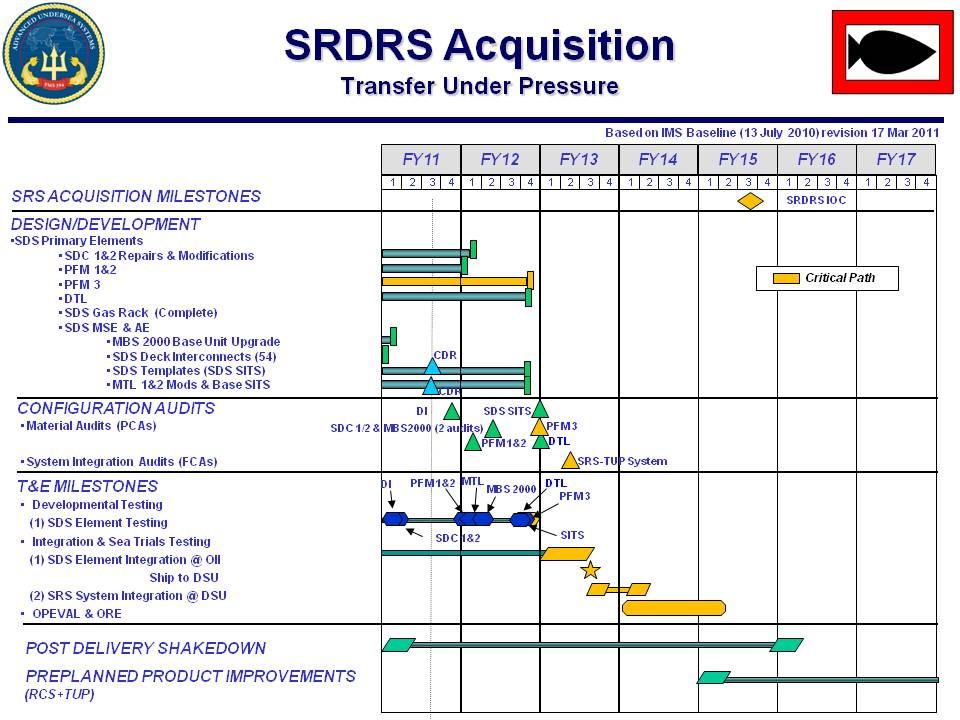 ADVANCED UNDERSEA SYSTEMS
PMS 394
SRDRS Acquisition
Transfer Under Pressure
Based on IMS Baseline (13 July 2010) revision 17 Mar 2011
FY11 FY12 FY13 FY14 FY15 FY16 FY17
1 2 3 4 1 2 3 4 1 2 3 4 1 2 3 4 1 2 3 4 1 2 3 4 1 2 3 4
SRS ACQUISITION MILESTONES
SRDRS IOC
DESIGN/DEVELOPMENT
•SDS Primary Elements
•SDC 1&2 Repairs & Modifications
•PFM 1&2
•PFM 3
•DTL
•SDS Gas Rack (Complete)
•SDS MSE & AE
•MBS 2000 Base Unit Upgrade
•SDS Deck Interconnects (54)
•SDS Templates (SDS SITS)
•MTL 1&2 Mods & Base SITS
Critical Path
CDR
CDR
CONFIGURATION AUDITS
•Material Audits (PCAs)
DI
SDS SITS
SDC 1/2 & MBS2000 (2 audits)
PFM3
PFM1&2
DTL
•System Integration Audits (FCAs)
SRS-TUP System
T&E MILESTONES
DI
PFM1&2
MTL
MBS 2000
DTL
PFM3
• Developmental Testing
(1) SDS Element Testing
SDC 1&2
SITS
• Integration & Sea Trials Testing
(1) SDS Element Integration @ OII
Ship to DSU
(2) SRS System Integration @ DSU
• OPEVAL & ORE
POST DELIVERY SHAKEDOWN
PREPLANNED PRODUCT IMPROVEMENTS
(RCS+TUP)